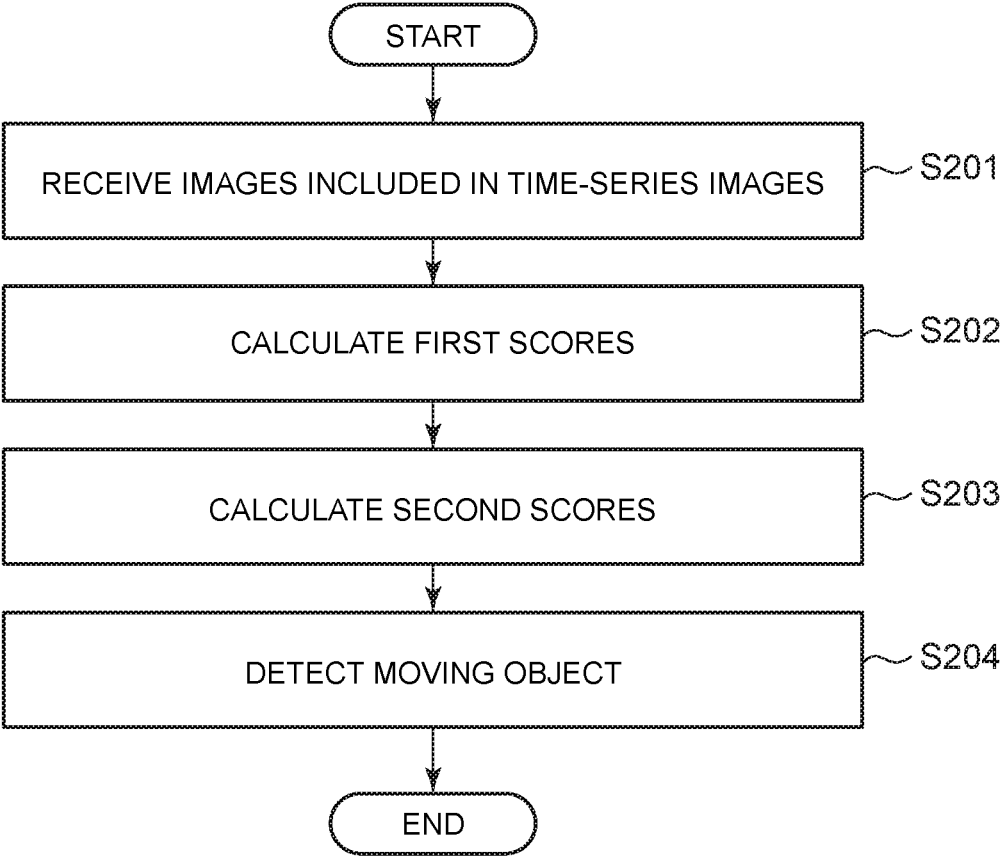 START
RECEIVE IMAGES INCLUDED IN TIME-SERIES IMAGES
S201
CALCULATE FIRST SCORES
S202
CALCULATE SECOND SCORES
S203
DETECT MOVING OBJECT
S204
END